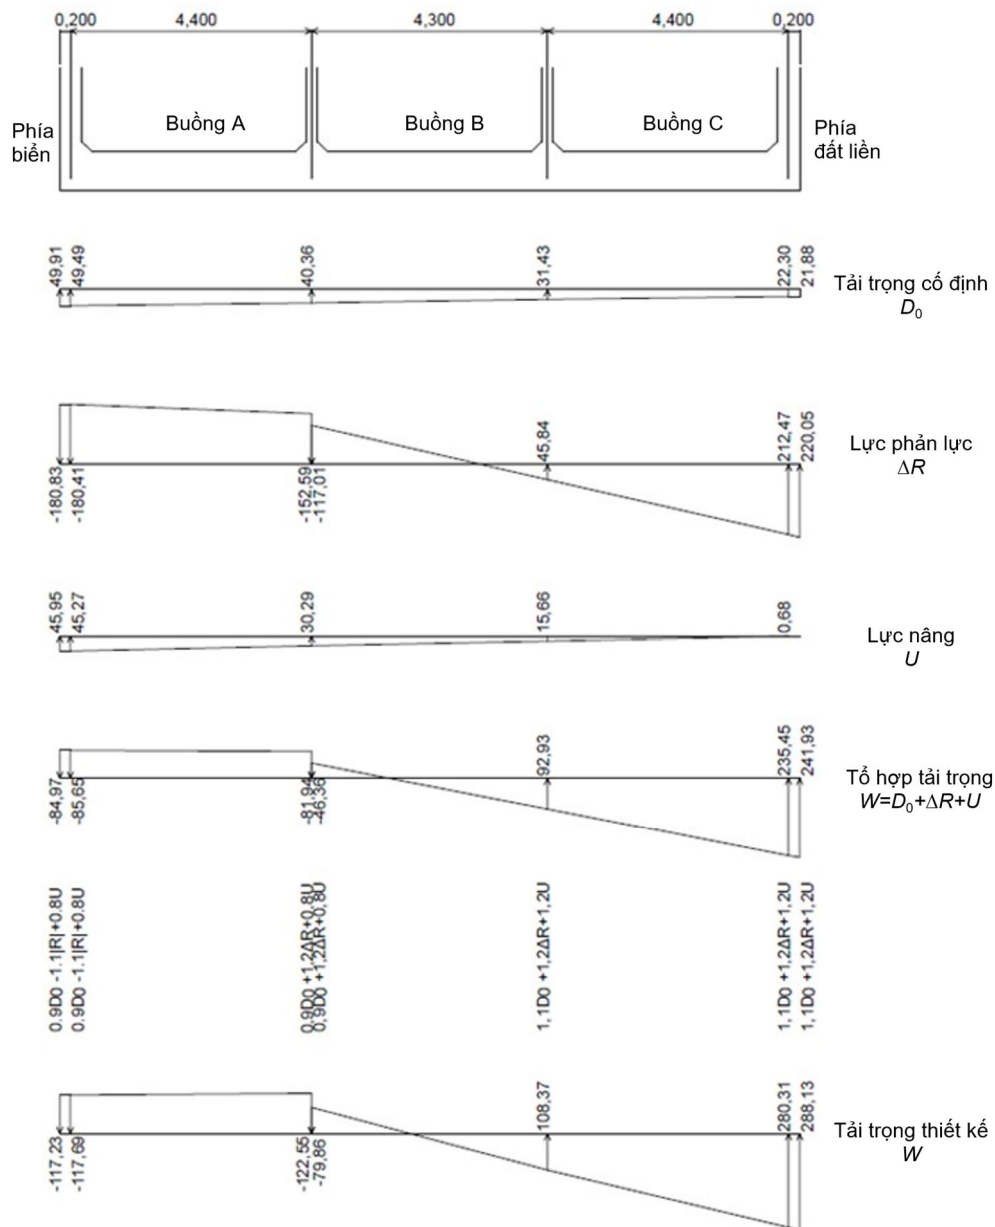 0,200 4,400 4,300 4,400 0,200
Phía
biển
Buồng A
Buồng B
Buồng C
Phía
đất liền
49,91 49,49 40,36 31,43 22,30 21,88
Tải trọng cố định
D0
-180,83 -180,41 -152,59 -117,01 45,84 212,47 220,05
Lực phản lực
ΔR
45,95 45,27 30,29 15,66 0,68
Lực nâng
U
-84,97 -85,65 -81,94 -46,36 92,93 235,45 241,93
Tổ hợp tải trọng
W=D0+ΔR+U
0.9D0 -1.1|R|+0.8U
0.9D0 -1.1|R|+0.8U
0,9D0 +1,2ΔR+0,8U
0,9D0 +1,2ΔR+0,8U
1,1D0 +1,2ΔR+1,2U
1,1D0 +1,2ΔR+1,2U
1,1D0 +1,2ΔR+1,2U
-117,23 -117,69 -122,55 -79,86 108,37 280,31 288,13
Tải trọng thiết kế
W